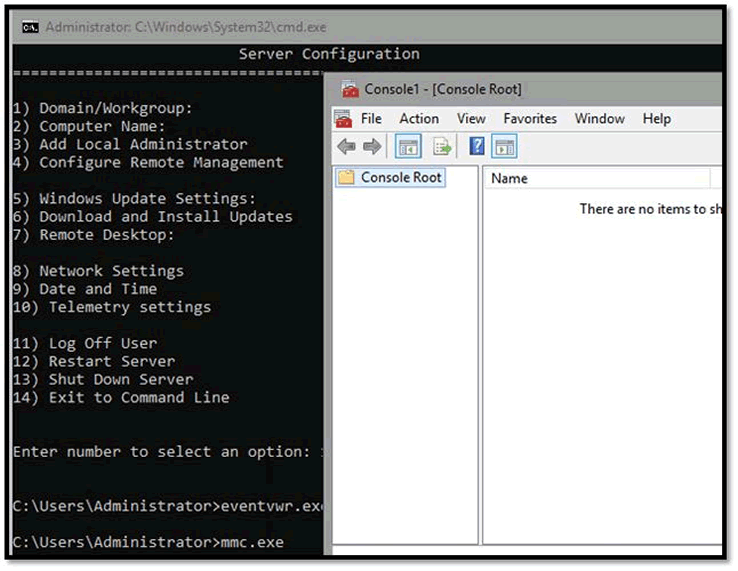 Administrator: C:\Windows\System32\cmd.exe
Server Configuration
===============================
1) Domain/Workgroup:
2) Computer Name:
3) Add Local Administrator
4) Configure Remote Management
5) Windows Update Settings:
6) Download and Install Updates
7) Remote Desktop:
8) Network Settings
9) Date and Time
10) Telemetry settings
11) Log Off User
12) Restart Server
13) Shut Down Server
14) Exit to Command Line
Enter number to select an option:
C:\Users\Administrator>eventvwr.ex
C:\Users\Administrator>mmc.exe
Console1 - [Console Root]
File Action View Favorites Window Help
Console Root
Name
There are no items to sh